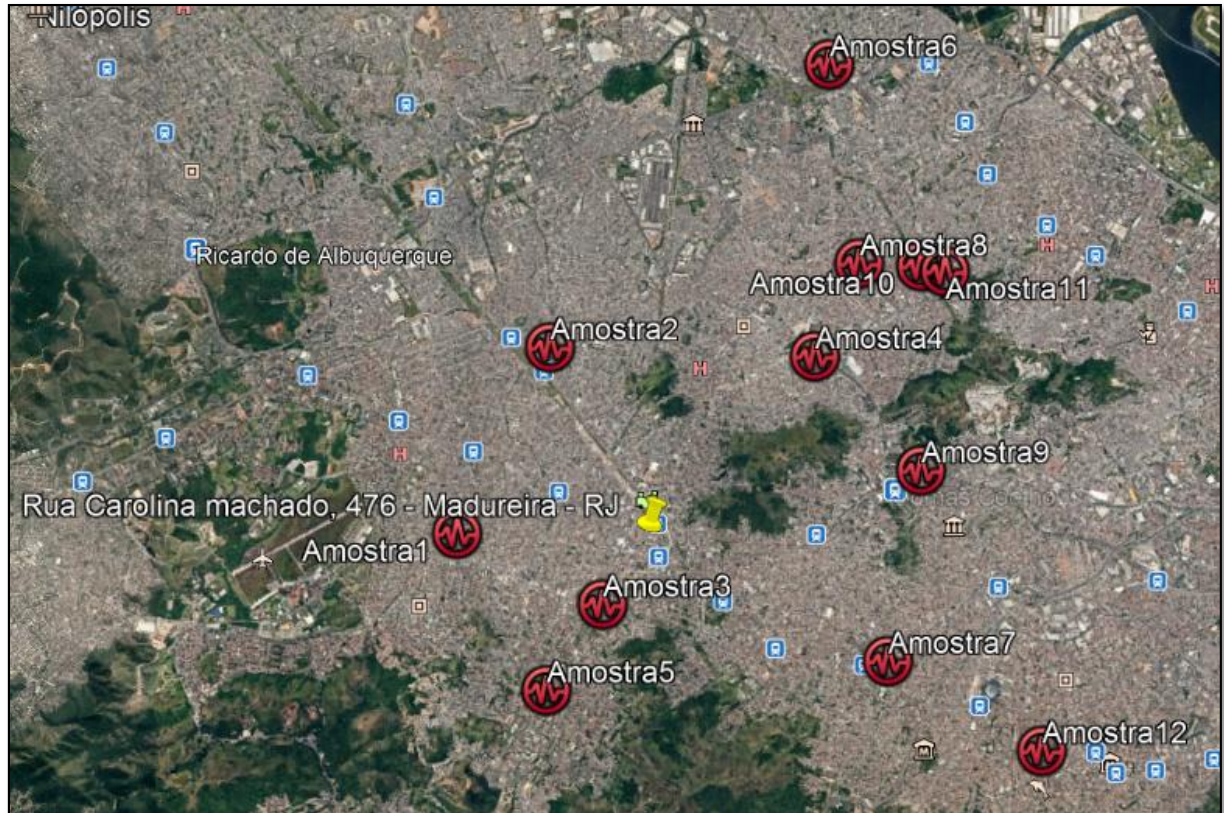 Nilópolis
Amostra6
Ricardo de Albuquerque
Amostra8
Amostra10
Amostra11
Amostra2
Amostra4
Amostra9
Rua Carolina machado, 476 - Madureira - RJ
Amostra1
Amostra3
Amostra7
Amostra5
Amostra12